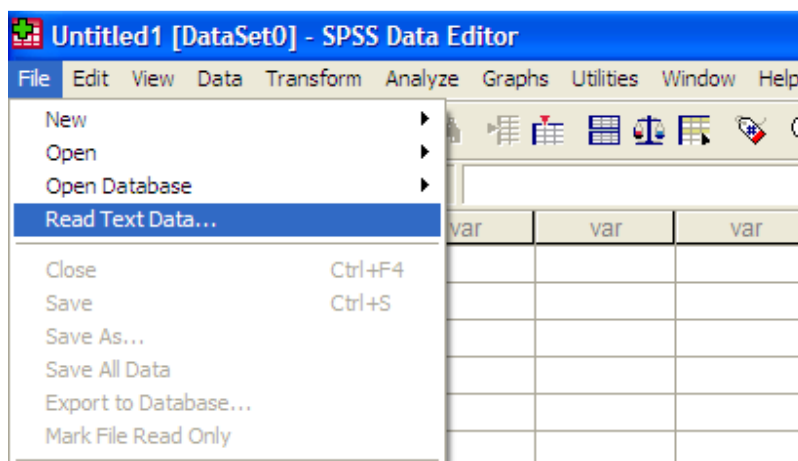 Untitled1 [DataSet0] - SPSS Data Editor
File Edit View Data Transform Analyze Graphs Utilities Window Help
New
Open
Open Database
Read Text Data...
var var var
Close Ctrl+F4
Save Ctrl+S
Save As...
Save All Data
Export to Database...
Mark File Read Only